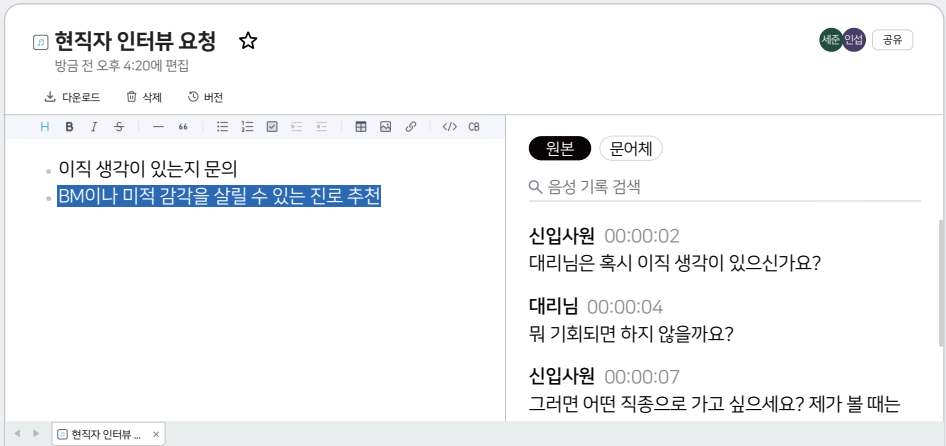 현직자 인터뷰 요청
세준 인섭 공유
방금 전 오후 4:20에 편집
다운로드 삭제 버전
H B I S — 66 </> CB
이직 생각이 있는지 문의
BM이나 미적 감각을 살릴 수 있는 진로 추천
원본 문어체
음성 기록 검색
신입사원 00:00:02
대리님은 혹시 이직 생각이 있으신가요?
대리님 00:00:04
뭐 기회되면 하지 않을까요?
신입사원 00:00:07
그러면 어떤 직종으로 가고 싶으세요? 제가 볼 때는
현직자 인터뷰 ... ×